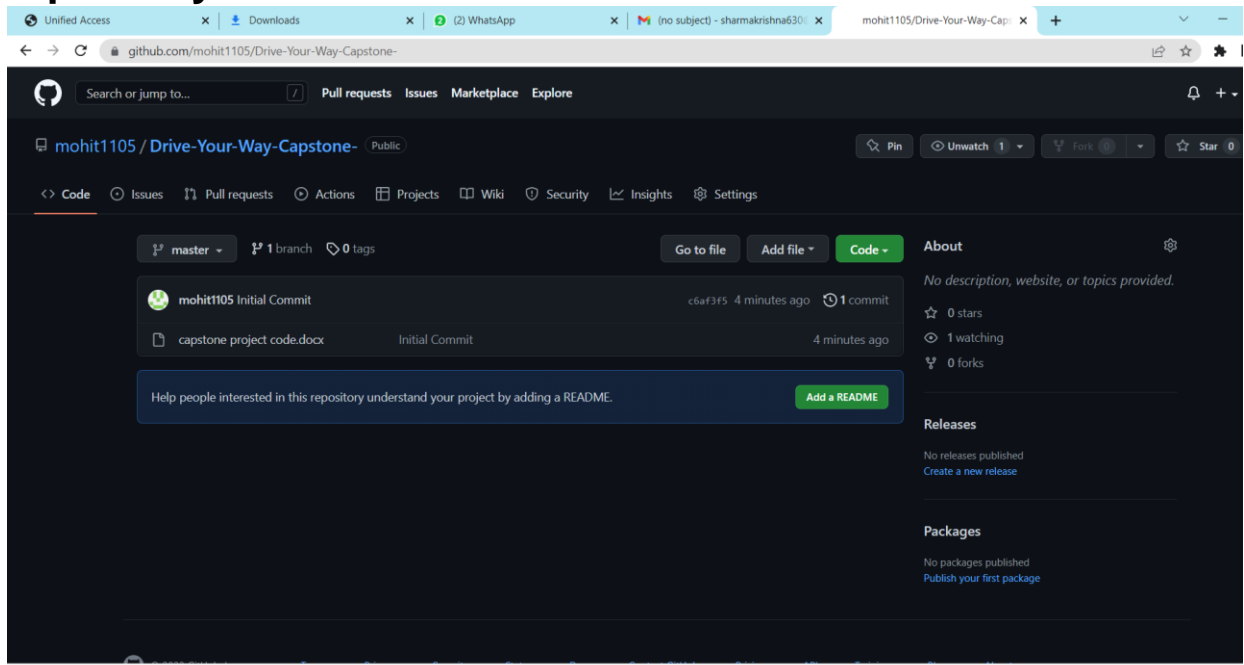 Unified Access
Downloads
(2) WhatsApp
(no subject) - sharmakrishna630
mohit1105/Drive-Your-Way-Cap
github.com/mohit1105/Drive-Your-Way-Capstone-
Search or jump to... / Pull requests Issues Marketplace Explore
mohit1105 / Drive-Your-Way-Capstone- Public
Pin Unwatch 1 Fork 0 Star 0
<> Code Issues Pull requests Actions Projects Wiki Security Insights Settings
master 1 branch 0 tags Go to file Add file Code
mohit1105 Initial Commit c6af3f5 4 minutes ago 1 commit
capstone project code.docx Initial Commit 4 minutes ago
Help people interested in this repository understand your project by adding a README. Add a README
About
No description, website, or topics provided.
0 stars
1 watching
0 forks
Releases
No releases published
Create a new release
Packages
No packages published
Publish your first package